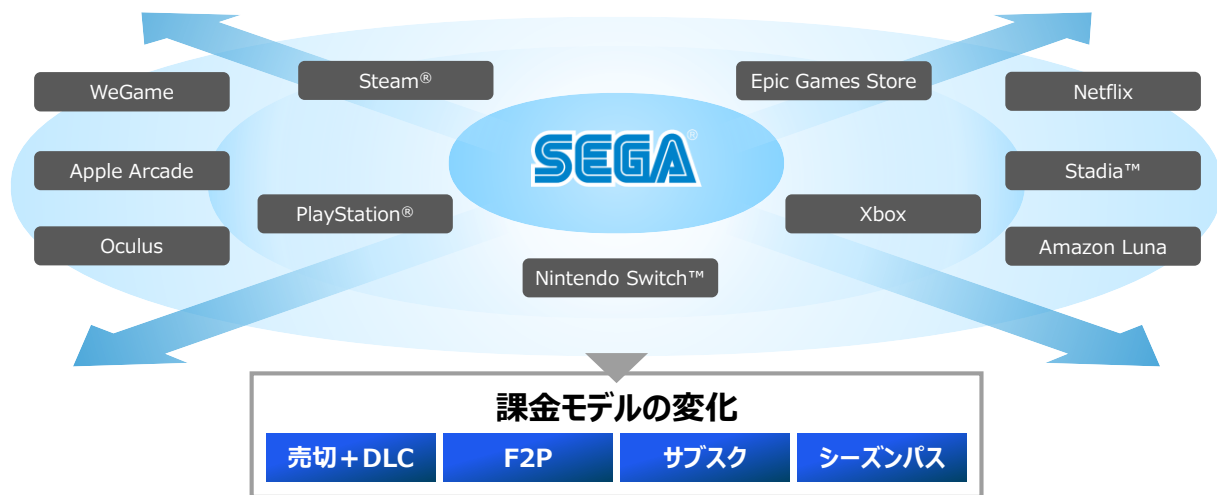 Steam®
Epic Games Store
WeGame
Netflix
SEGA®
Apple Arcade
Stadia™
PlayStation®
Xbox
Oculus
Amazon Luna
Nintendo Switch™
課金モデルの変化
売切+DLC
F2P
サブスク
シーズンパス